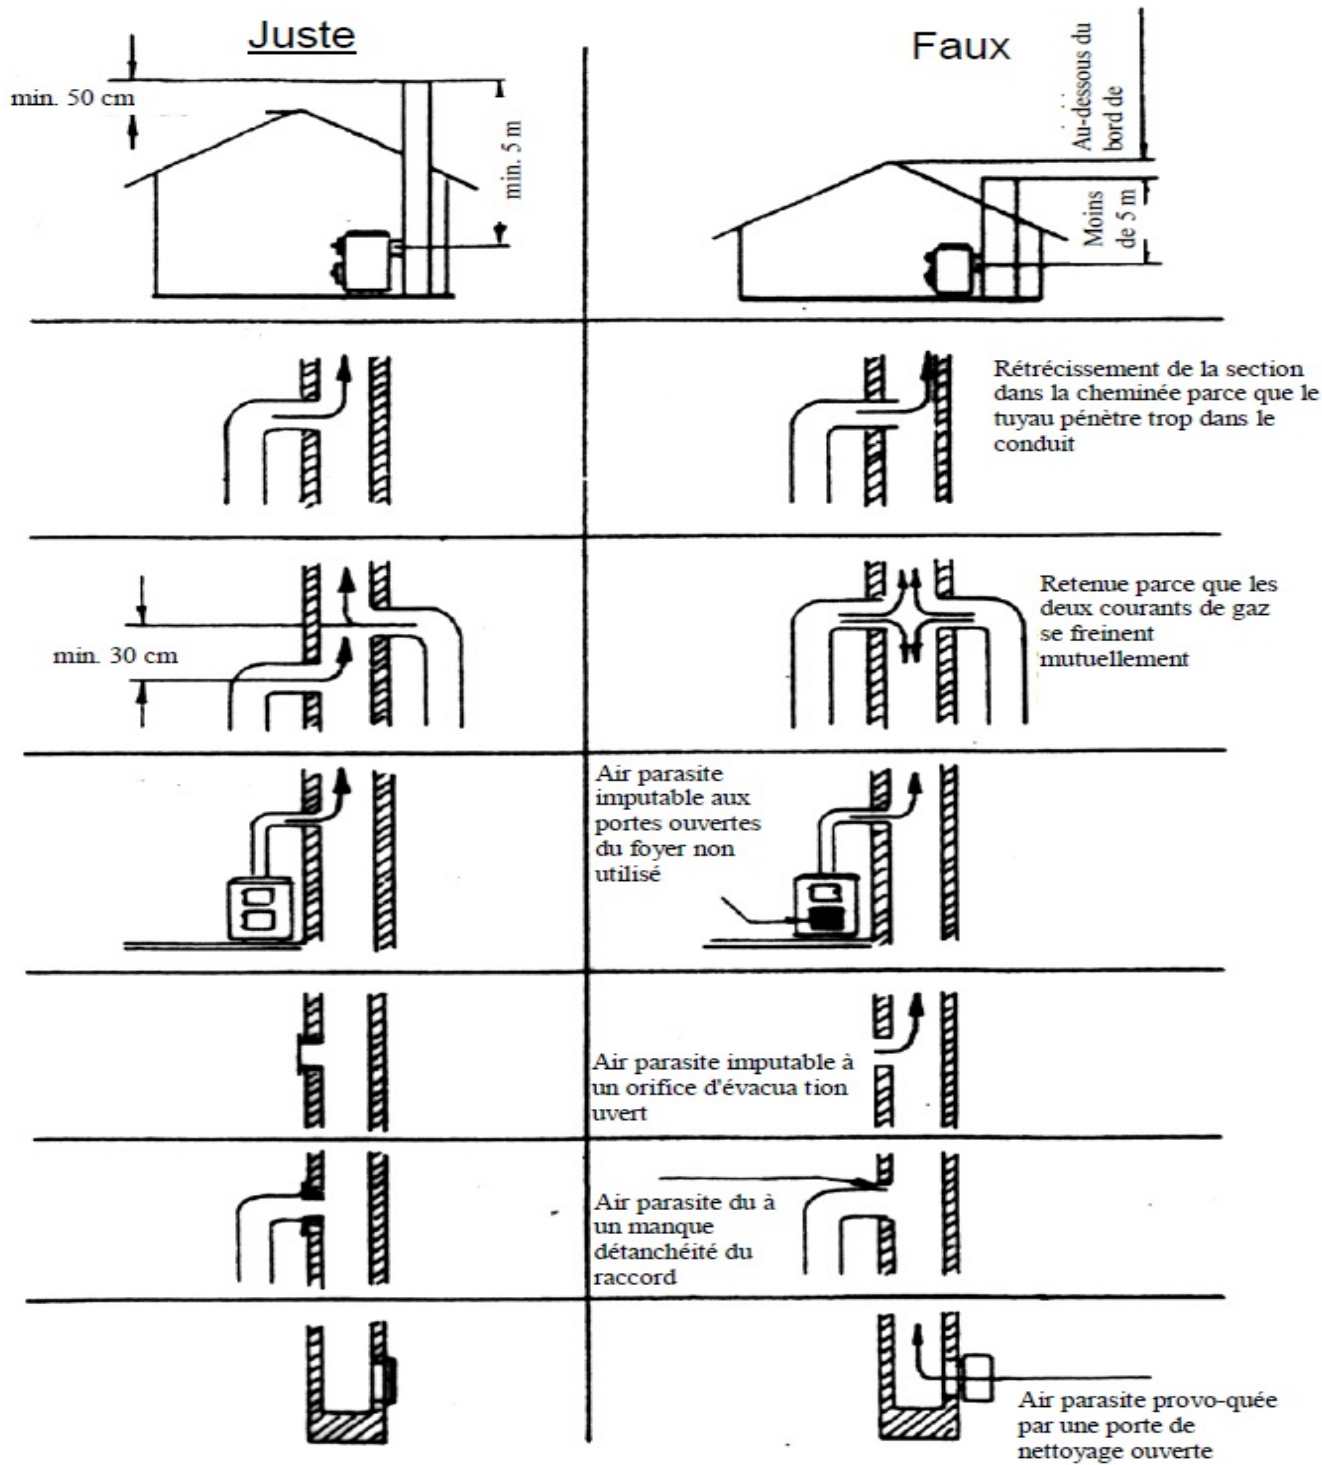 Juste
Faux
min. 50 cm
min. 5 m
Au-dessous du
bord de
Moins
de 5 m
Rétrécissement de la section
dans la cheminée parce que le
tuyau pénètre trop dans le
conduit
min. 30 cm
Retenue parce que les
deux courants de gaz
se freinent
mutuellement
Air parasite
imputable aux
portes ouvertes
du foyer non
utilisé
Air parasite imputable à
un orifice d'évacua tion
uvert
Air parasite du à
un manque
détanchéité du
raccord
Air parasite provo-quée
par une porte de
nettoyage ouverte